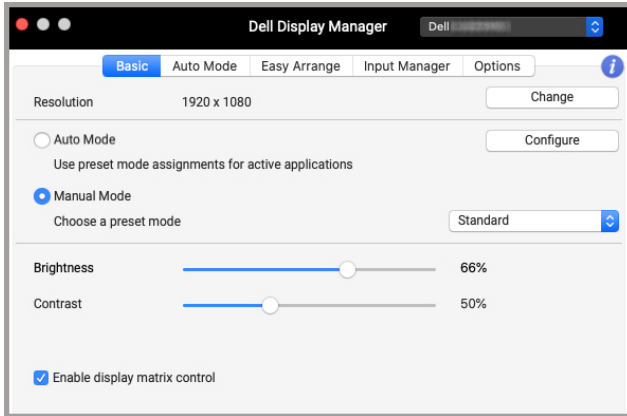 Dell Display Manager Dell
Basic Auto Mode Easy Arrange Input Manager Options i
Resolution 1920 x 1080 Change
Auto Mode Configure
Use preset mode assignments for active applications
Manual Mode
Choose a preset mode Standard
Brightness 66%
Contrast 50%
Enable display matrix control